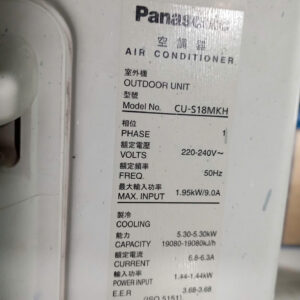 Panasonic
空調器
AIR CONDITIONER
室外機
OUTDOOR UNIT
型號
Model No. CU-S18MKH
相位
PHASE 1
額定電壓
VOLTS 220-240V~
額定頻率
FREQ. 50Hz
最大輸入功率
MAX. INPUT 1.95kW/9.0A
製冷
COOLING
能力 5.30-5.30kW
CAPACITY 19080-19080kJ/h
額定電流
CURRENT 6.8-6.3A
輸入功率
POWER INPUT 1.44-1.44kW
E.E.R 3.68-3.68
(ISO 5151)